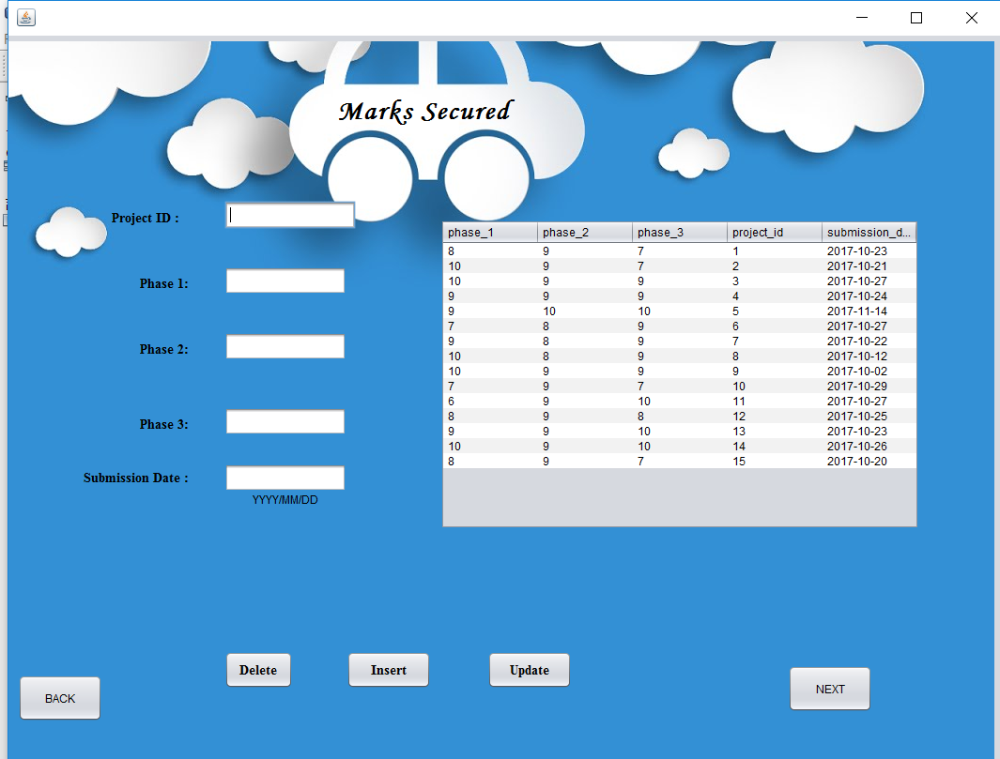 Marks Secured
Project ID :
Phase 1:
Phase 2:
Phase 3:
Submission Date :
YYYY/MM/DD
phase_1 phase_2 phase_3 project_id submission_d...
8 9 7 1 2017-10-23
10 9 7 2 2017-10-21
10 9 9 3 2017-10-27
9 9 9 4 2017-10-24
9 10 10 5 2017-11-14
7 8 9 6 2017-10-27
9 8 9 7 2017-10-22
10 8 9 8 2017-10-12
10 9 9 9 2017-10-02
7 9 7 10 2017-10-29
6 9 10 11 2017-10-27
8 9 8 12 2017-10-25
9 9 10 13 2017-10-23
10 9 10 14 2017-10-26
8 9 7 15 2017-10-20
Delete Insert Update
BACK NEXT